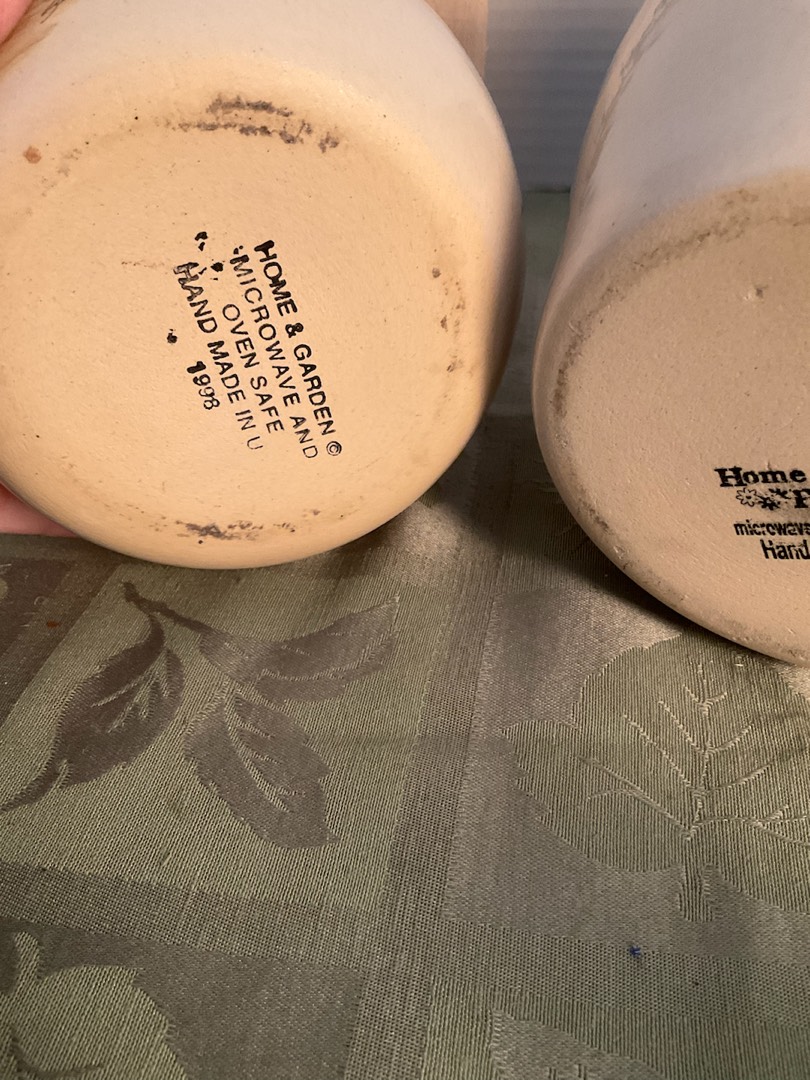 HOME & GARDEN ©
MICROWAVE AND
OVEN SAFE
HAND MADE IN U
1998
Home
P
microwave
Hand